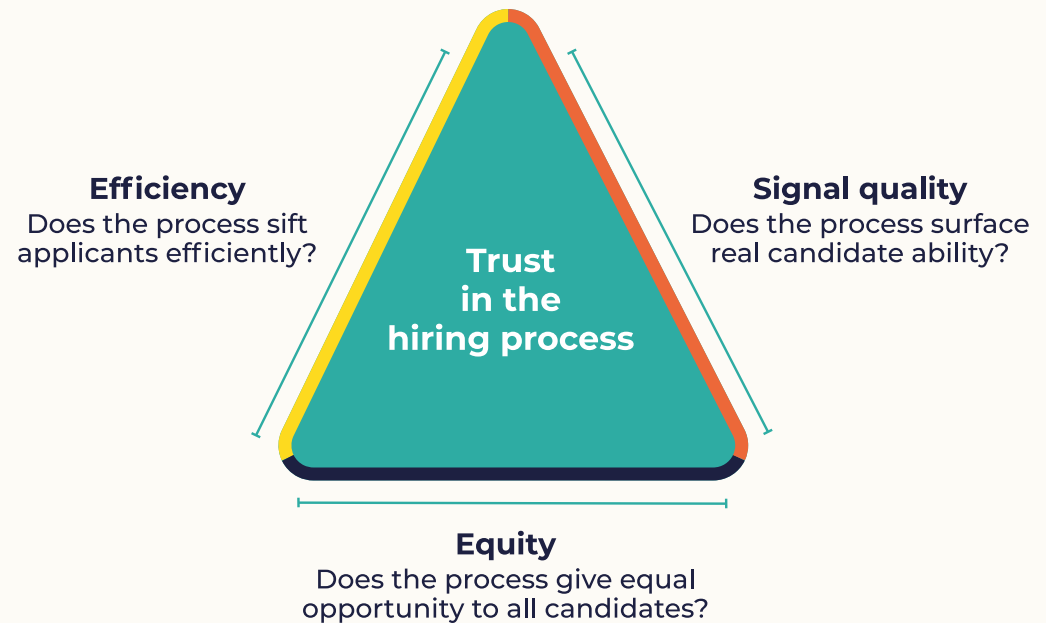 Efficiency
Does the process sift
applicants efficiently?
Signal quality
Does the process surface
real candidate ability?
Trust
in the
hiring process
Equity
Does the process give equal
opportunity to all candidates?